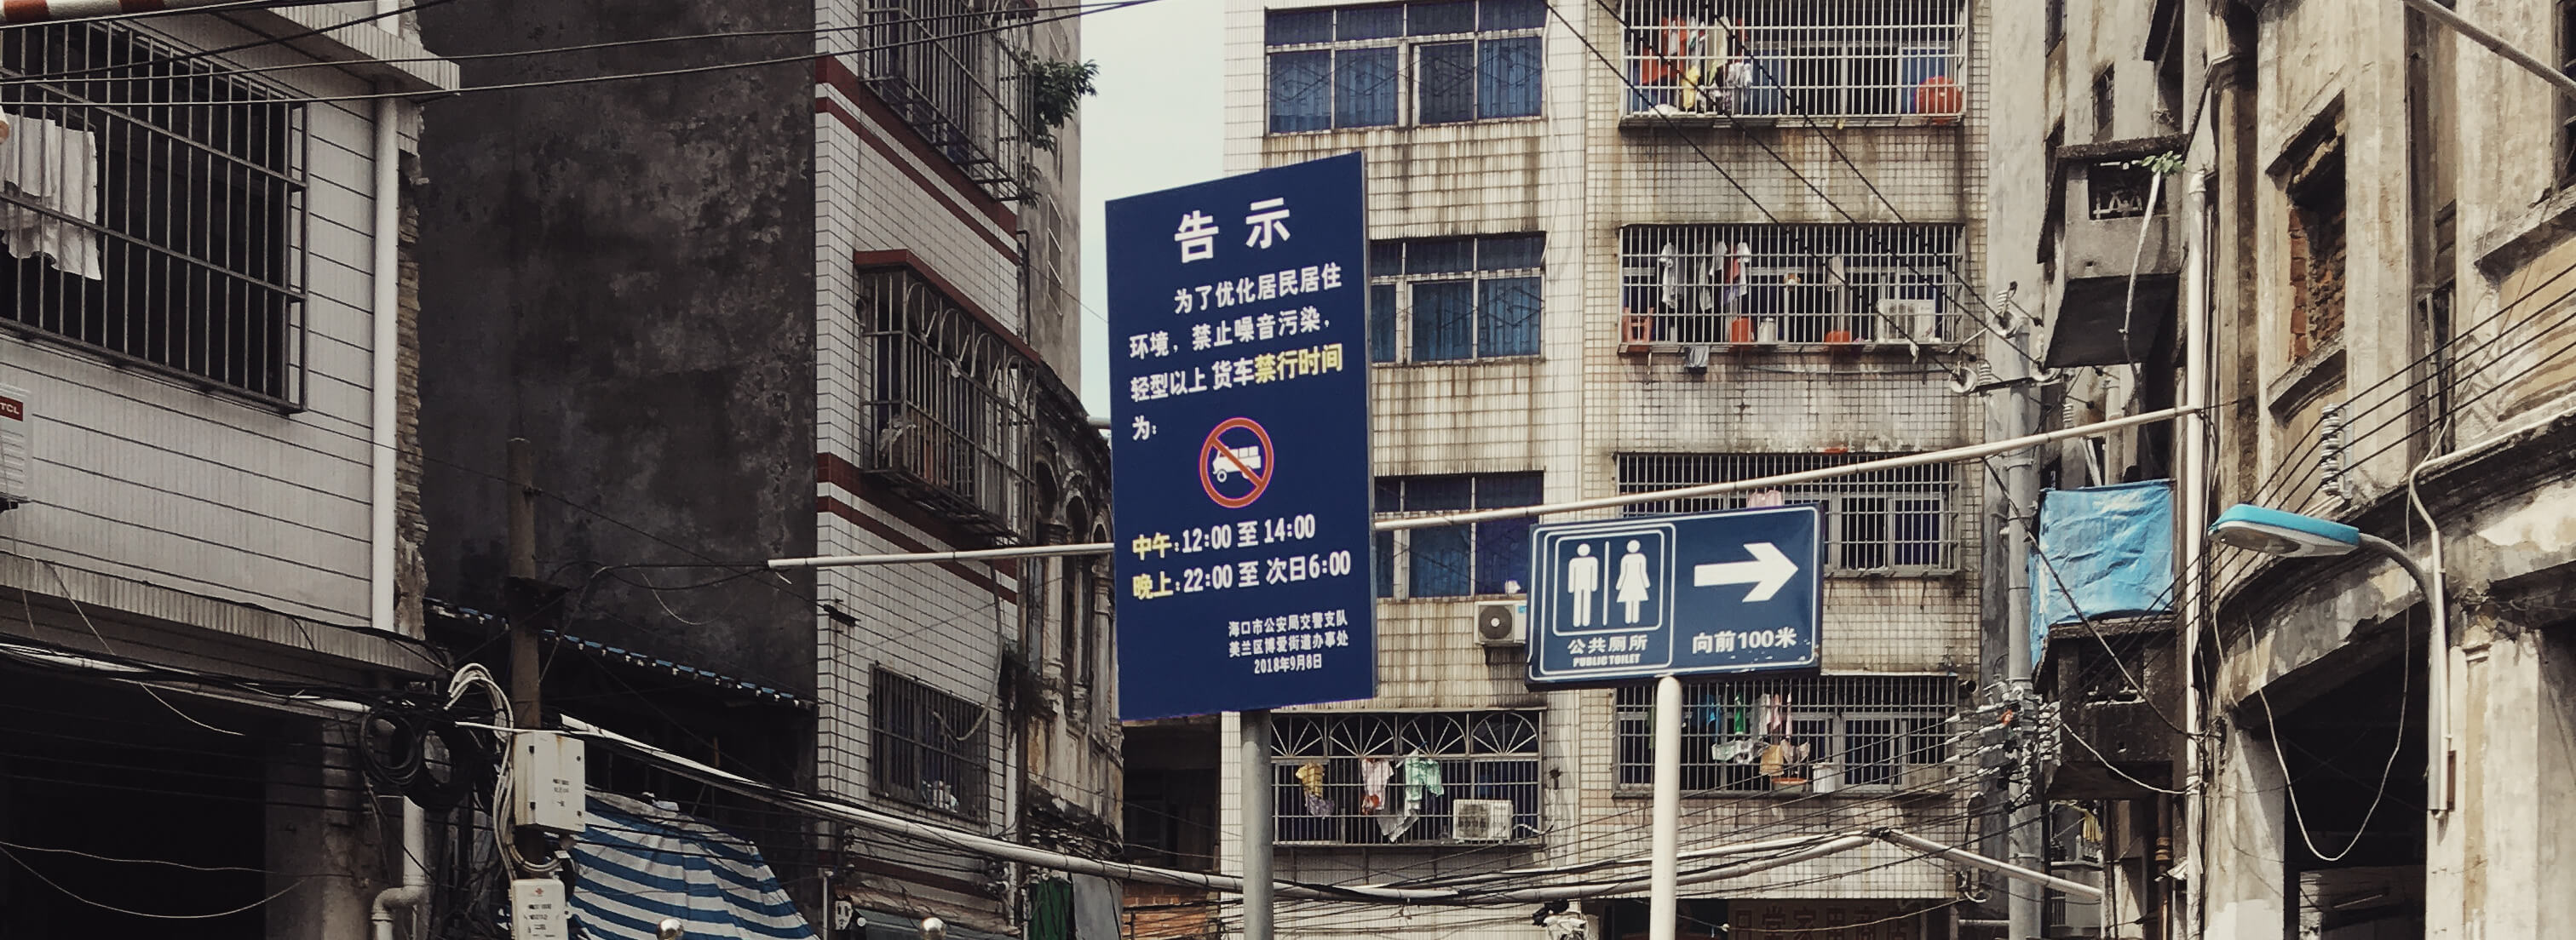 告 示
为了优化居民居住
环境，禁止噪音污染，
轻型以上货车禁行时间
为：
中午：12:00 至 14:00
晚上：22:00 至 次日6:00
海口市公安局交警支队
美兰区博爱街道办事处
2018年9月8日
公共厕所
PUBLIC TOILET
向前100米
TCL